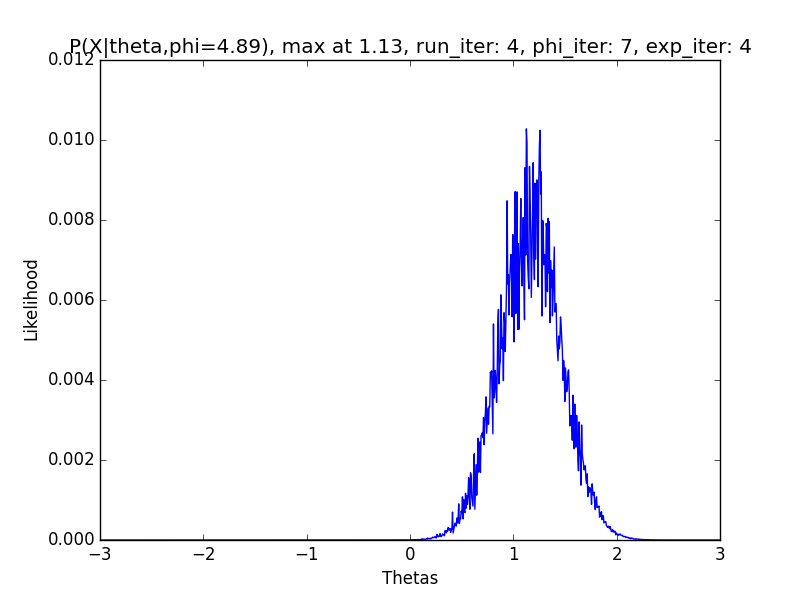 P(X|theta,phi=4.89), max at 1.13, run_iter: 4, phi_iter: 7, exp_iter: 4
0.012
0.010
0.008
0.006
0.004
0.002
0.000
Likelihood
−3 −2 −1 0 1 2 3
Thetas